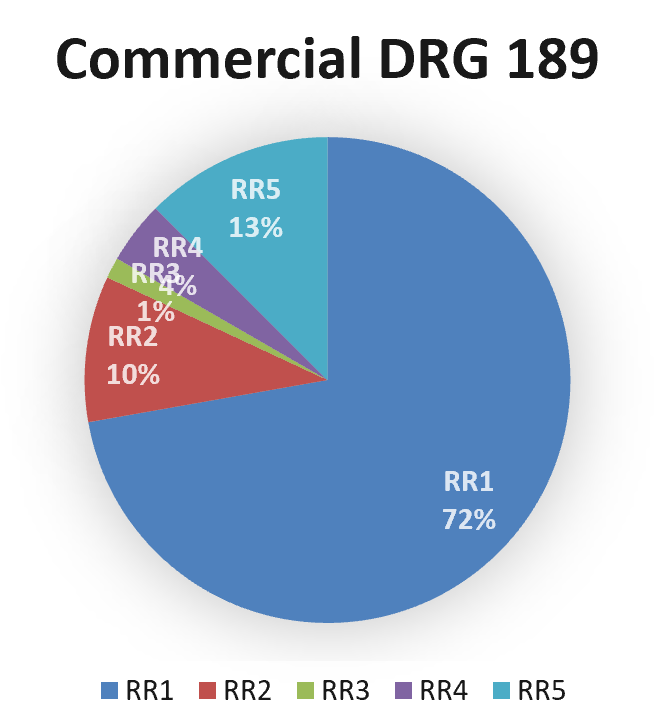 Commercial DRG 189
RR5
13%
RR4
4%
RR3
1%
RR2
10%
RR1
72%
RR1 RR2 RR3 RR4 RR5